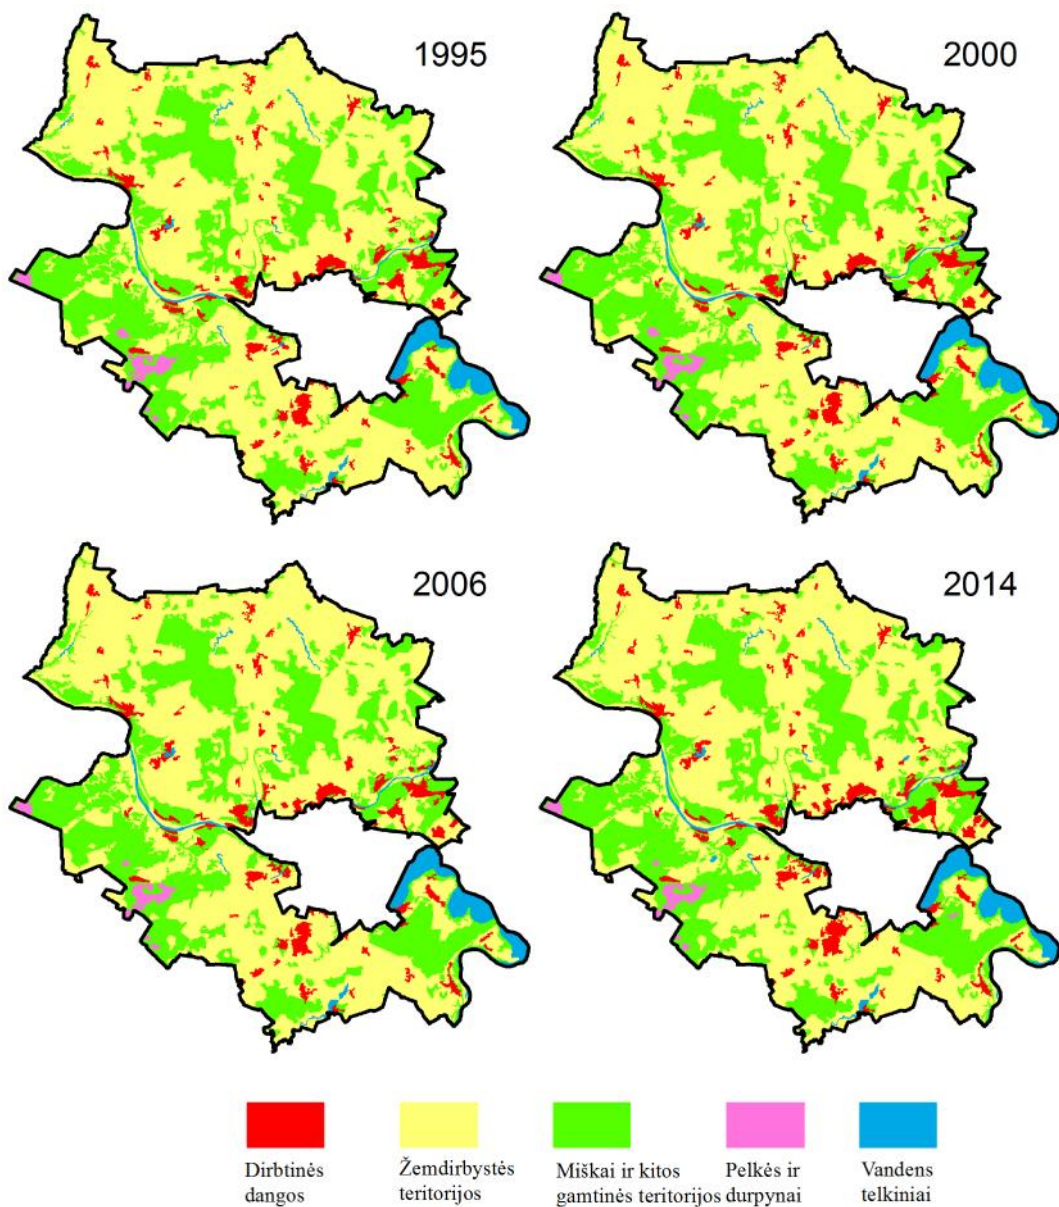 1995
2000
2006
2014
Dirbtinės
dangos
Žemdirbystės
teritorijos
Miškai ir kitos
gamtinės teritorijos
Pelkės ir
durpynai
Vandens
telkiniai